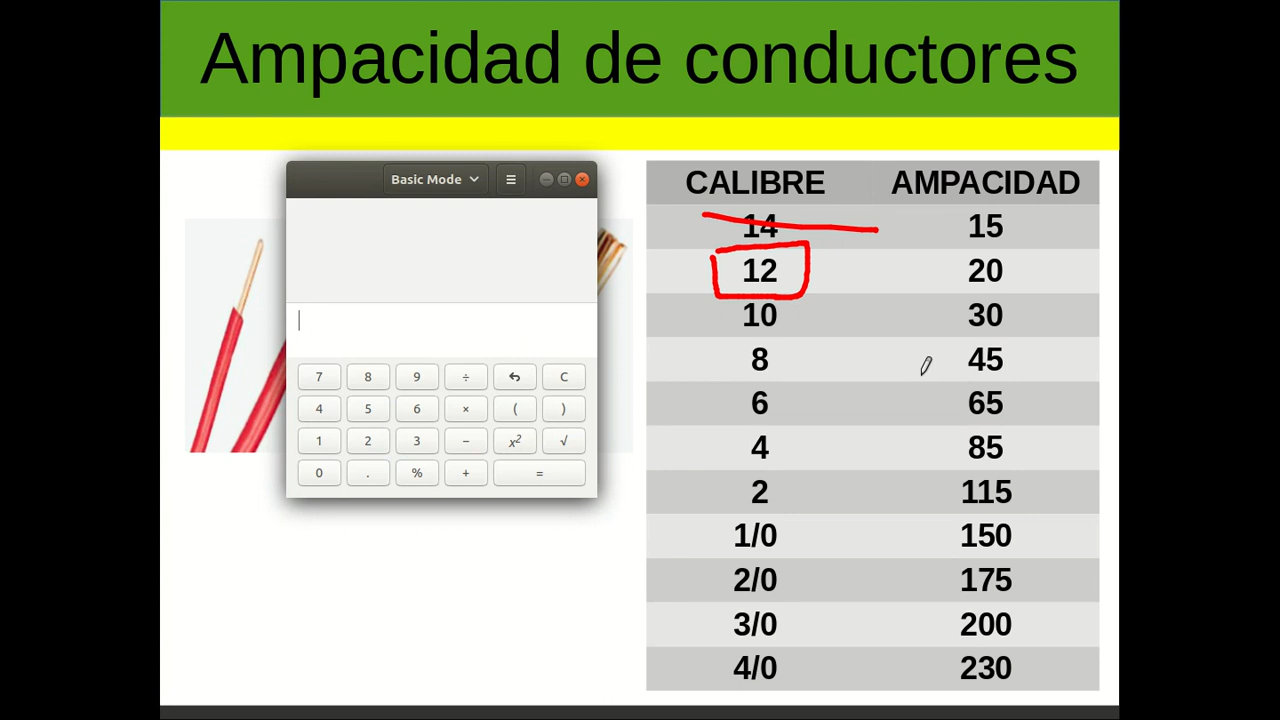 Ampacidad de conductores
Basic Mode
7 8 9 ÷ C
4 5 6 × ( )
1 2 3 − x² √
0 . % + =
CALIBRE AMPACIDAD
14 15
12 20
10 30
8 45
6 65
4 85
2 115
1/0 150
2/0 175
3/0 200
4/0 230